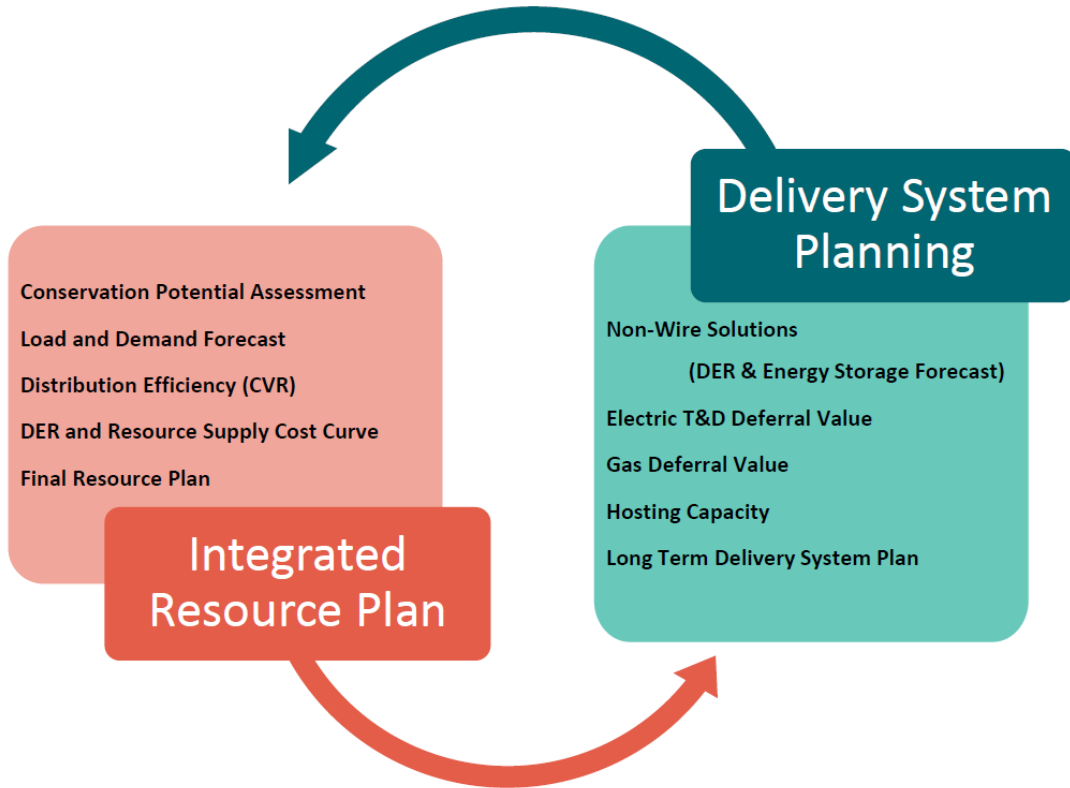 Delivery System
Planning
Conservation Potential Assessment
Load and Demand Forecast
Distribution Efficiency (CVR)
DER and Resource Supply Cost Curve
Final Resource Plan
Integrated
Resource Plan
Non-Wire Solutions
(DER & Energy Storage Forecast)
Electric T&D Deferral Value
Gas Deferral Value
Hosting Capacity
Long Term Delivery System Plan